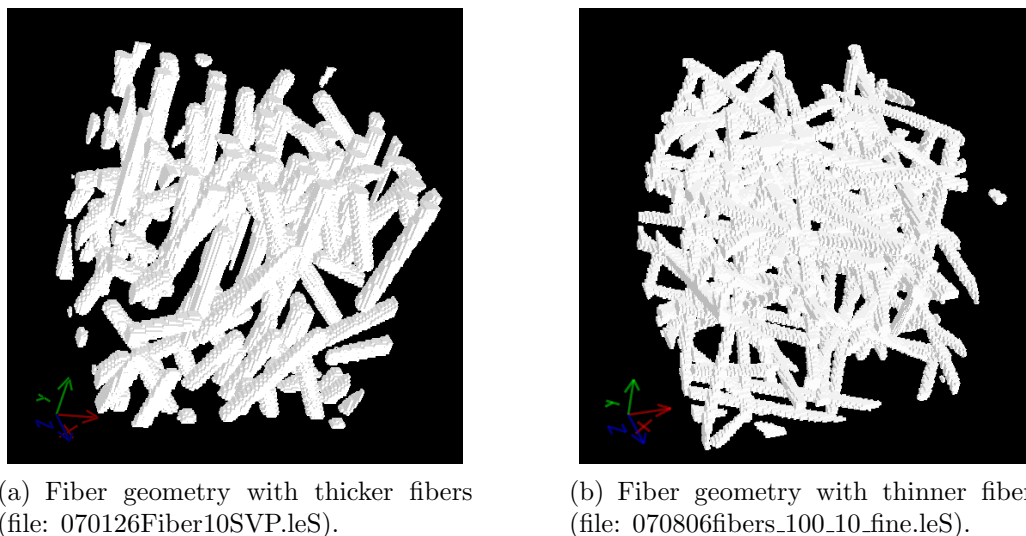 Y
Z
X
Y
Z
X
(a) Fiber geometry with thicker fibers
(file: 070126Fiber10SVP.leS).
(b) Fiber geometry with thinner fiber
(file: 070806fibers_100_10_fine.leS).